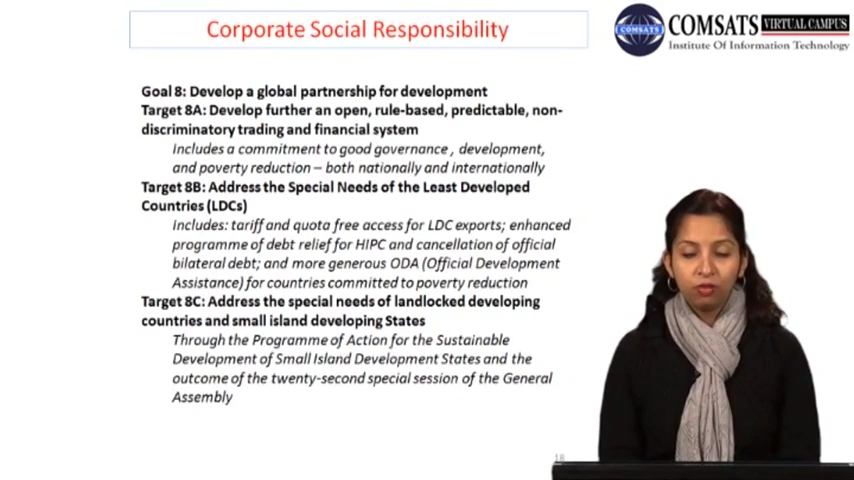 Corporate Social Responsibility
COMSATS
COMSATS VIRTUAL CAMPUS
Institute Of Information Technology
Goal 8: Develop a global partnership for development
Target 8A: Develop further an open, rule-based, predictable, non-
discriminatory trading and financial system
Includes a commitment to good governance , development,
and poverty reduction – both nationally and internationally
Target 8B: Address the Special Needs of the Least Developed
Countries (LDCs)
Includes: tariff and quota free access for LDC exports; enhanced
programme of debt relief for HIPC and cancellation of official
bilateral debt; and more generous ODA (Official Development
Assistance) for countries committed to poverty reduction
Target 8C: Address the special needs of landlocked developing
countries and small island developing States
Through the Programme of Action for the Sustainable
Development of Small Island Development States and the
outcome of the twenty-second special session of the General
Assembly
18